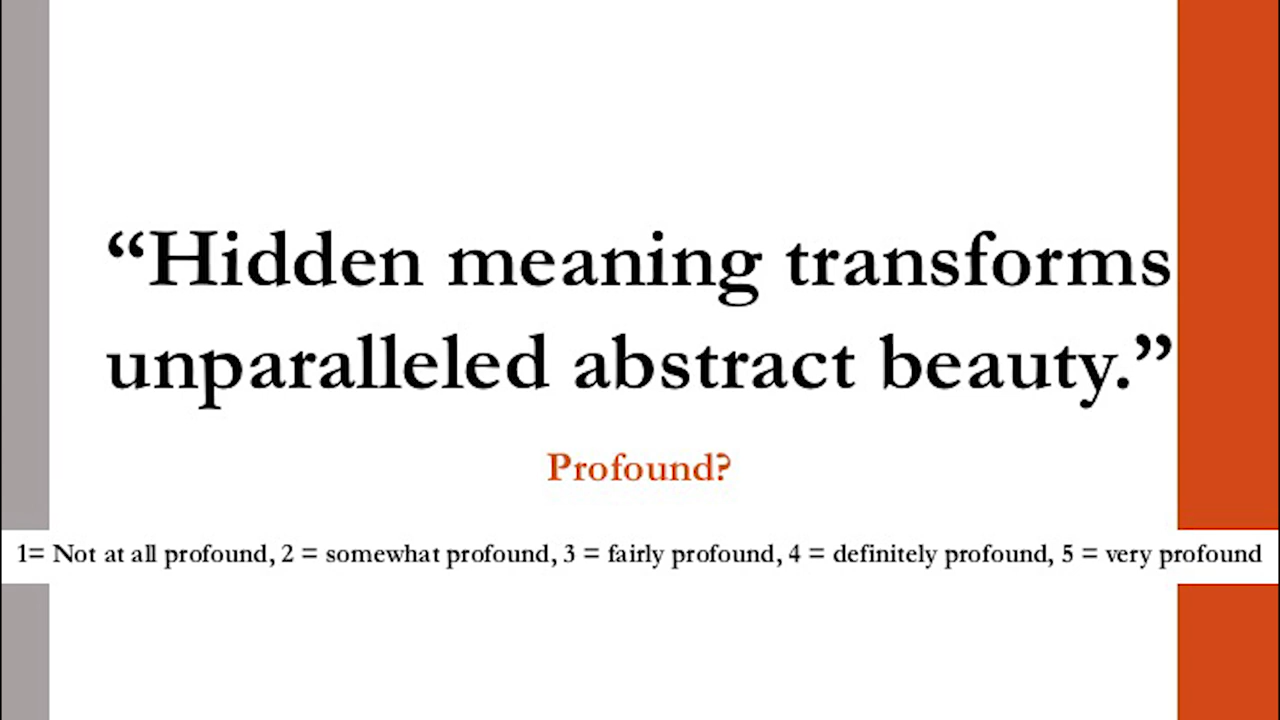 “Hidden meaning transforms
unparalleled abstract beauty.”
Profound?
1= Not at all profound, 2 = somewhat profound, 3 = fairly profound, 4 = definitely profound, 5 = very profound